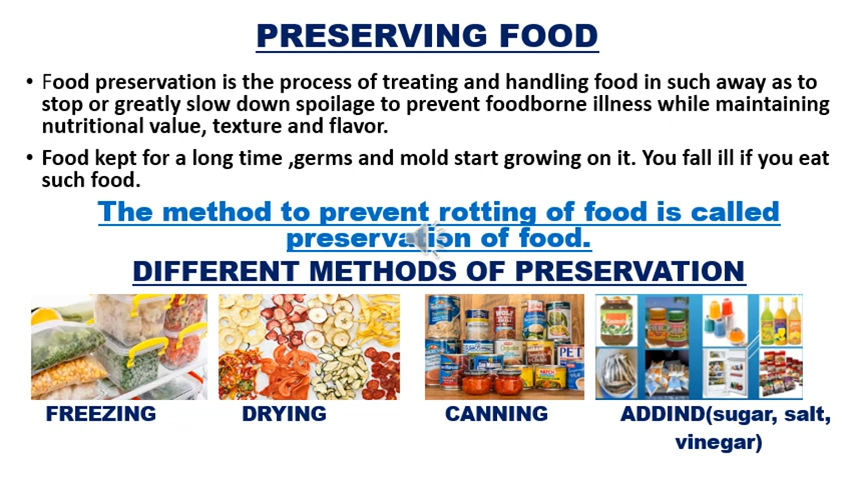 PRESERVING FOOD
• Food preservation is the process of treating and handling food in such away as to
stop or greatly slow down spoilage to prevent foodborne illness while maintaining
nutritional value, texture and flavor.
• Food kept for a long time ,germs and mold start growing on it. You fall ill if you eat
such food.
The method to prevent rotting of food is called
preservation of food.
DIFFERENT METHODS OF PRESERVATION
FREEZING DRYING CANNING ADDIND(sugar, salt,
vinegar)